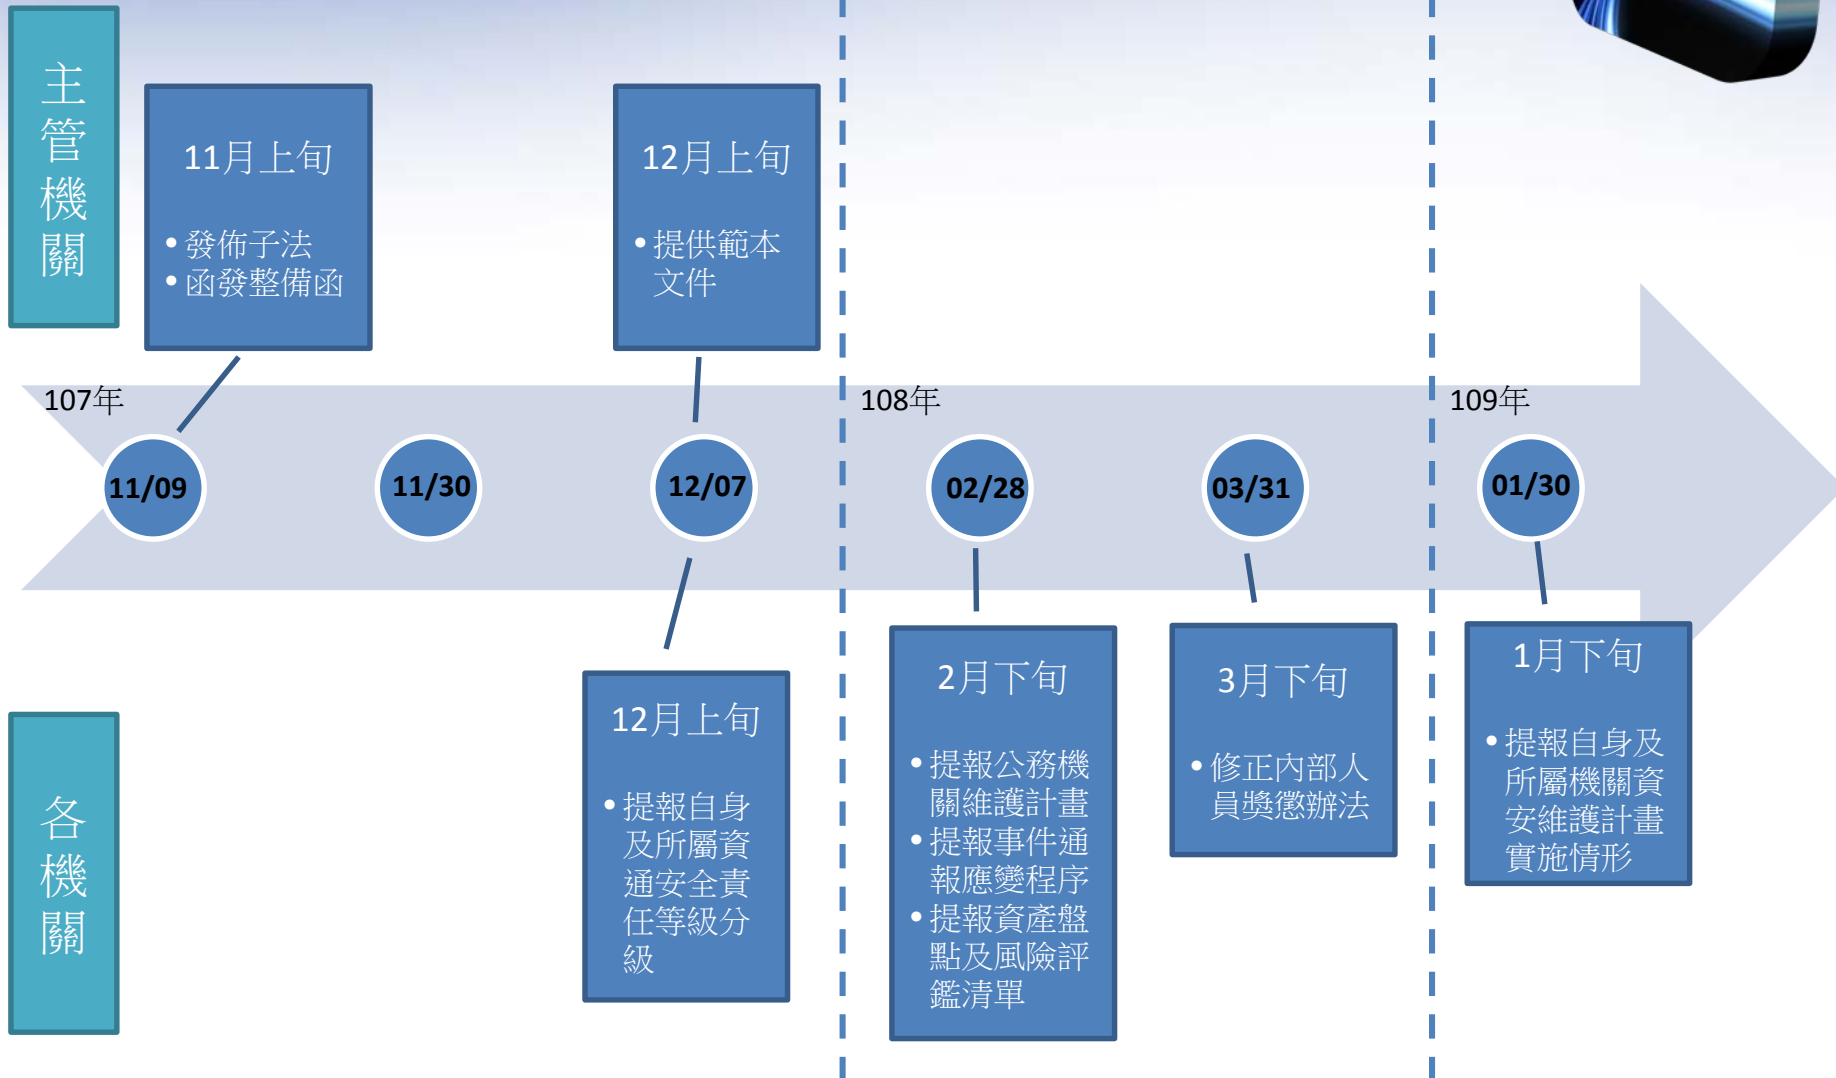 主管機關
11月上旬
•發佈子法
•函發整備函
12月上旬
•提供範本
文件
107年
108年
109年
11/09
11/30
12/07
02/28
03/31
01/30
各機關
12月上旬
•提報自身
及所屬資
通安全責
任等級分
級
2月下旬
•提報公務機
關維護計畫
•提報事件通
報應變程序
•提報資產盤
點及風險評
鑑清單
3月下旬
•修正內部人
員獎懲辦法
1月下旬
•提報自身及
所屬機關資
安維護計畫
實施情形